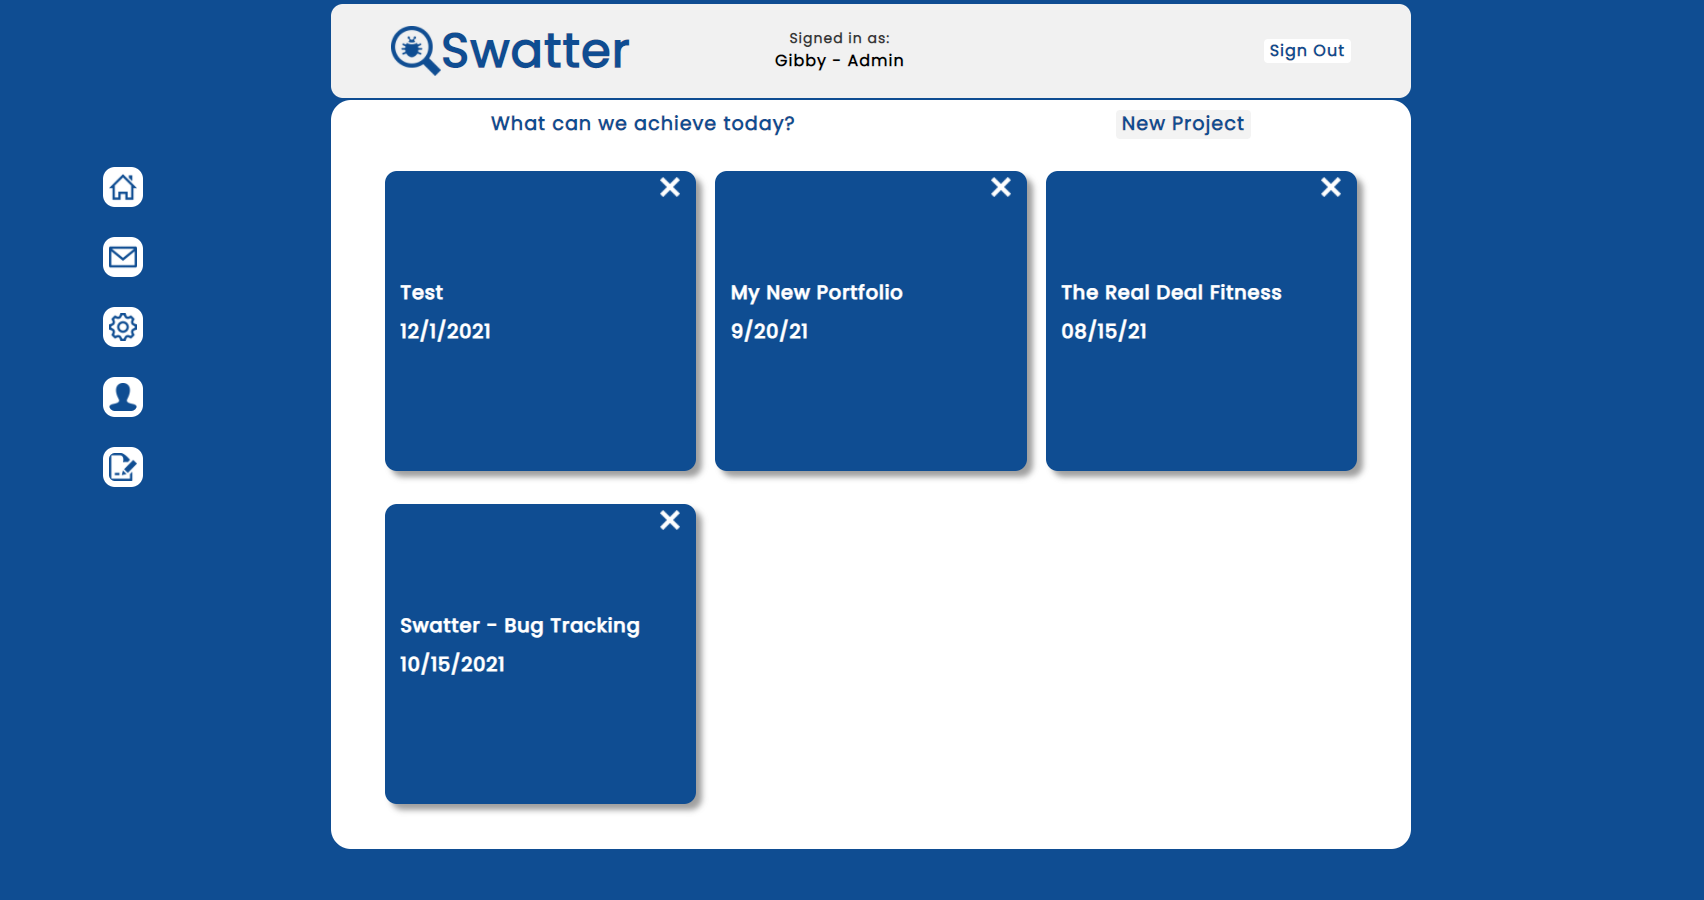 Swatter
Signed in as:
Gibby - Admin
Sign Out
What can we achieve today?
New Project
Test
12/1/2021
My New Portfolio
9/20/21
The Real Deal Fitness
08/15/21
Swatter - Bug Tracking
10/15/2021